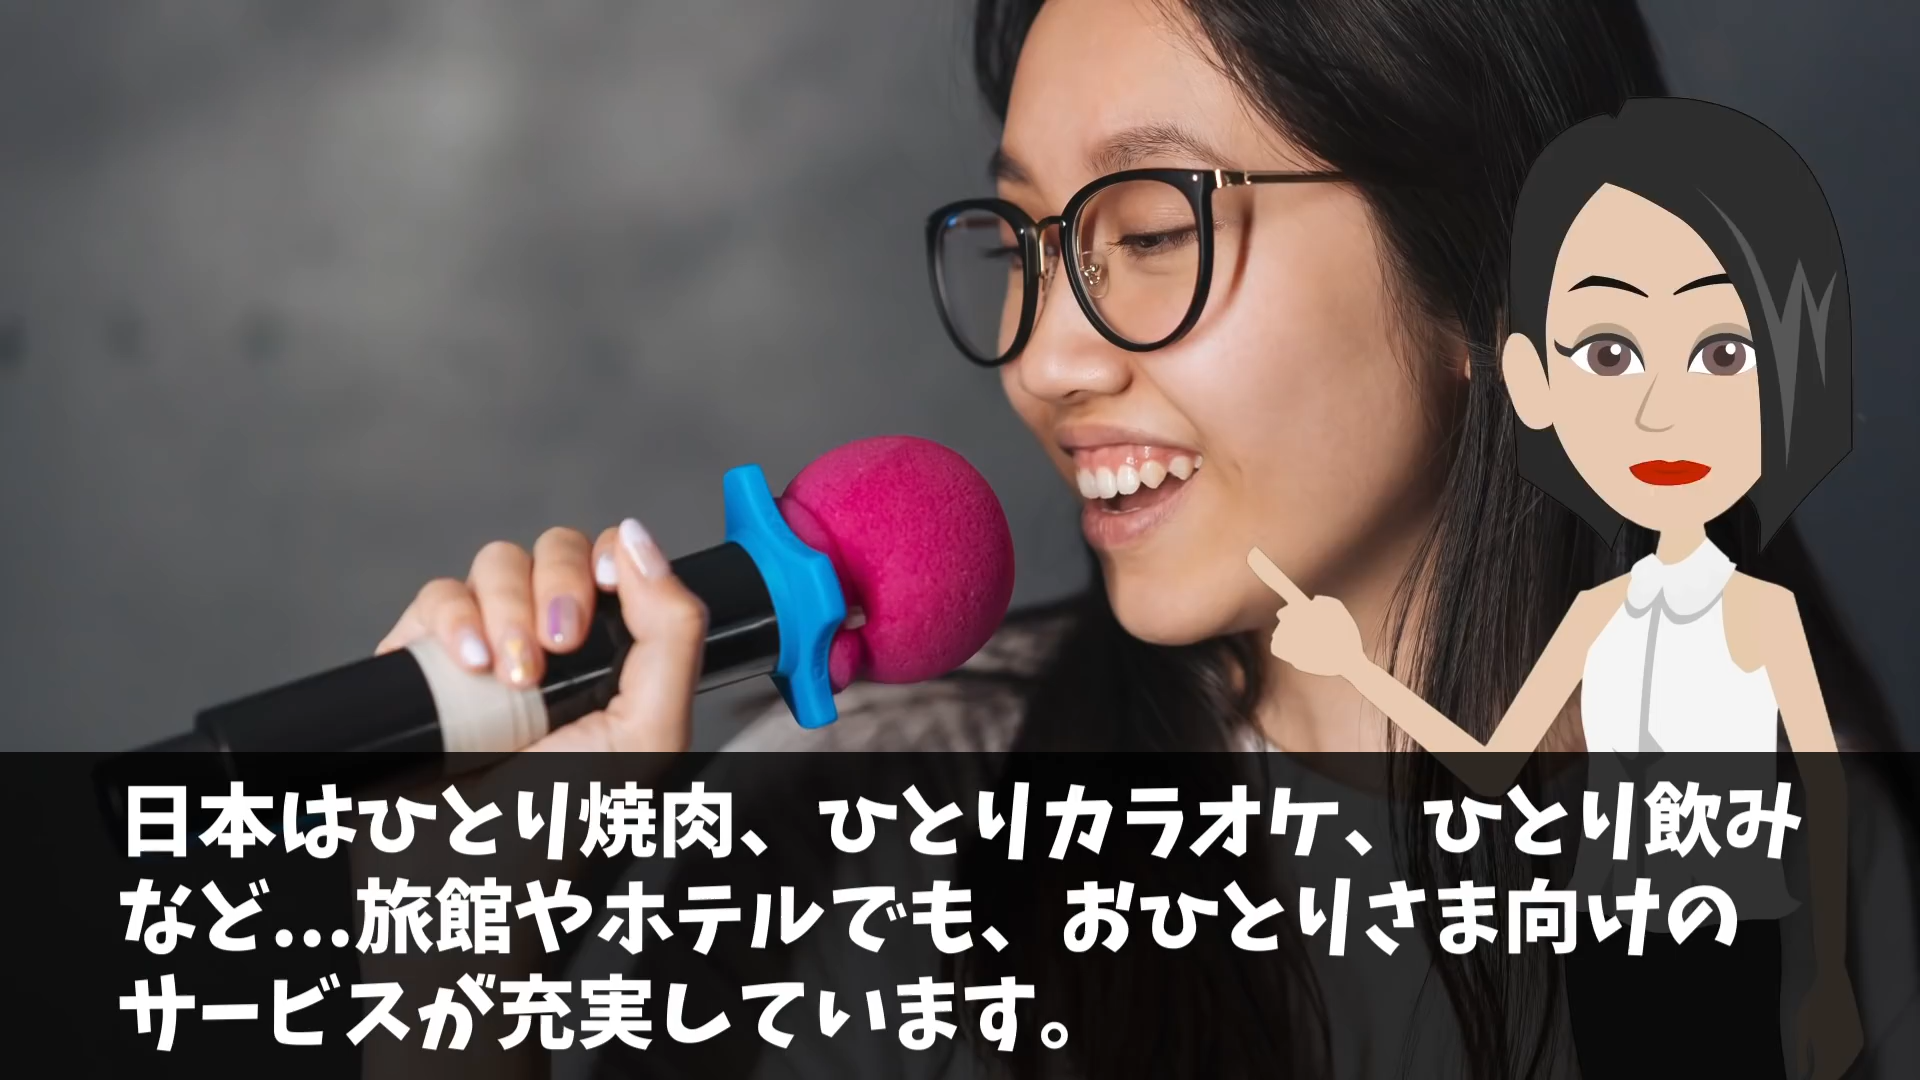 日本はひとり焼肉、ひとりカラオケ、ひとり飲み
など...旅館やホテルでも、おひとりさま向けの
サービスが充実しています。